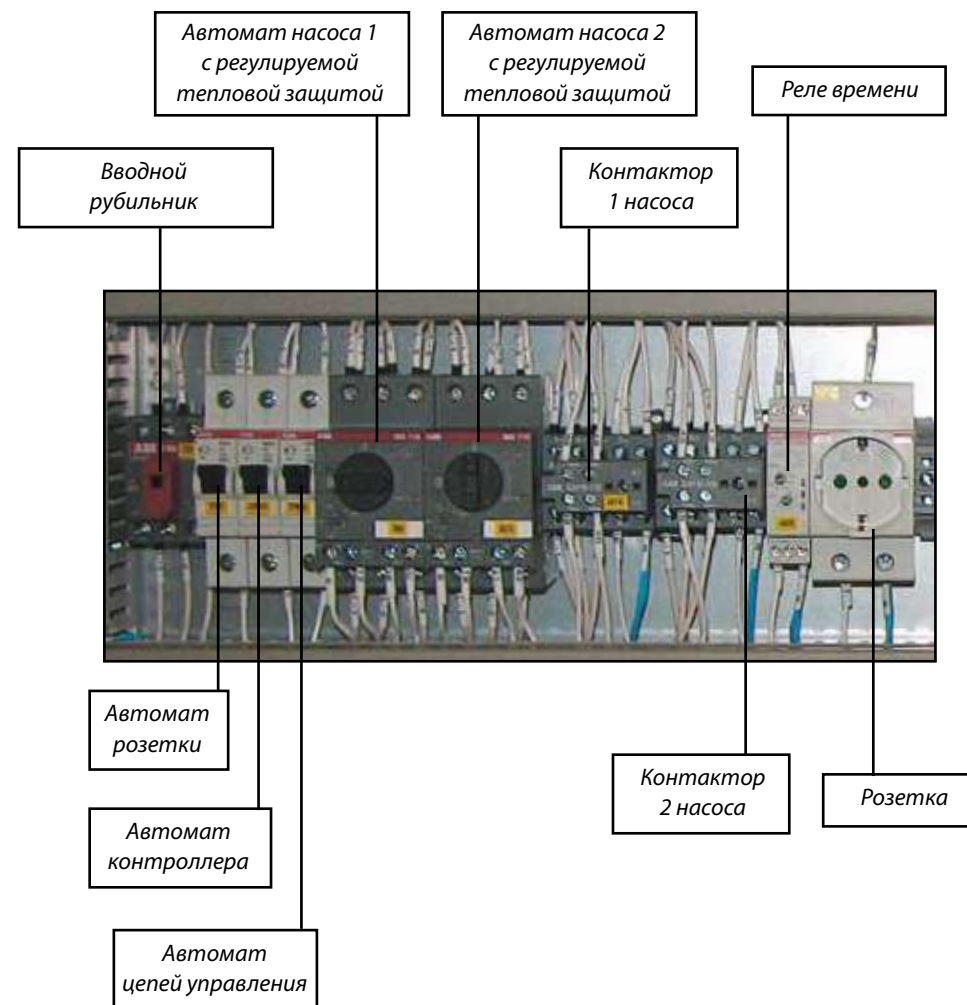 Автомат насоса 1
с регулируемой
тепловой защитой
Автомат насоса 2
с регулируемой
тепловой защитой
Реле времени
Вводной
рубильник
Контактор
1 насоса
ABB
Автомат
розетки
Автомат
контроллера
Автомат
цепей управления
Контактор
2 насоса
Розетка